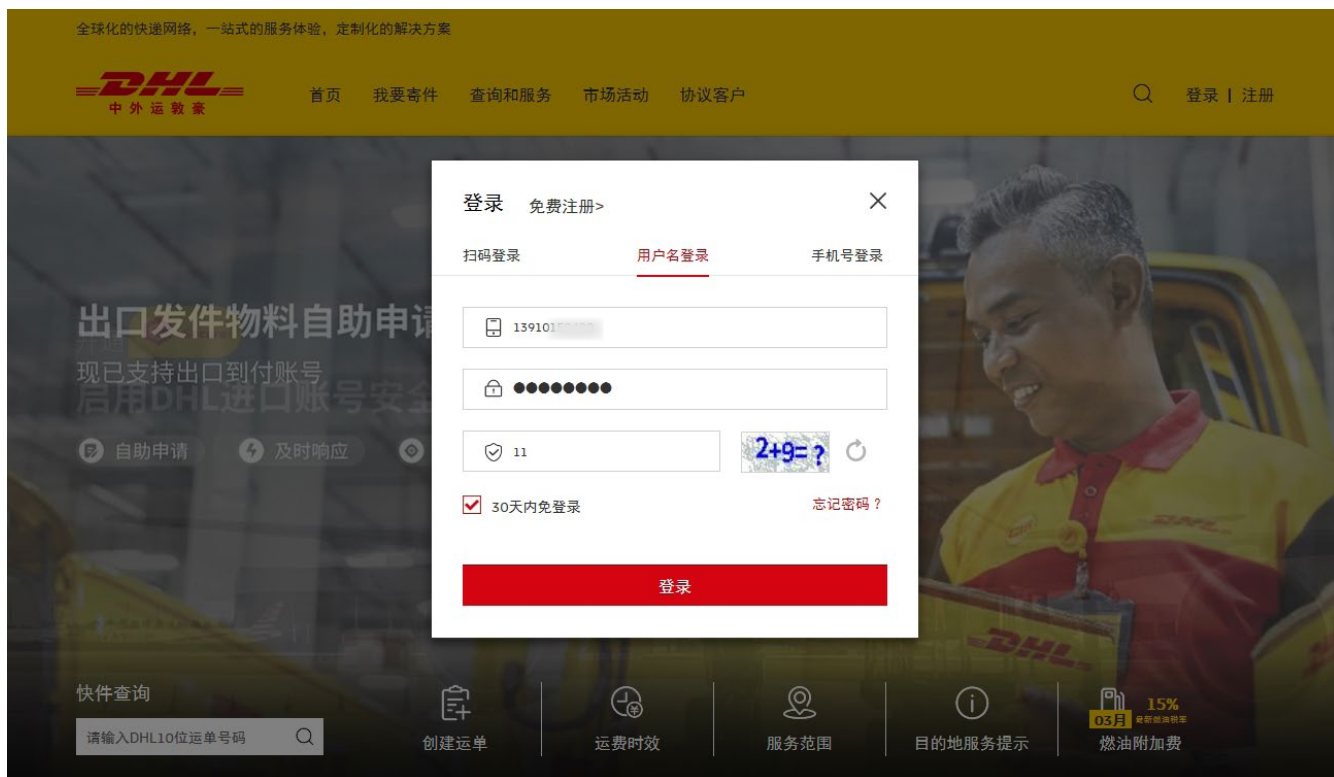 全球化的快递网络，一站式的服务体验，定制化的解决方案
DHL
中外运敦豪
首页 我要寄件 查询和服务 市场活动 协议客户
登录 | 注册
登录 免费注册>
扫码登录 用户名登录 手机号登录
出口发件物料自助申请
现已支持出口到付账号
启用DHL进口账号安全
自助申请 及时响应
13910
11
2+9=?
30天内免登录
忘记密码？
登录
DHL
快件查询
请输入DHL10位运单号码
创建运单
运费时效
服务范围
目的地服务提示
03月
15%
最新燃油税率
燃油附加费